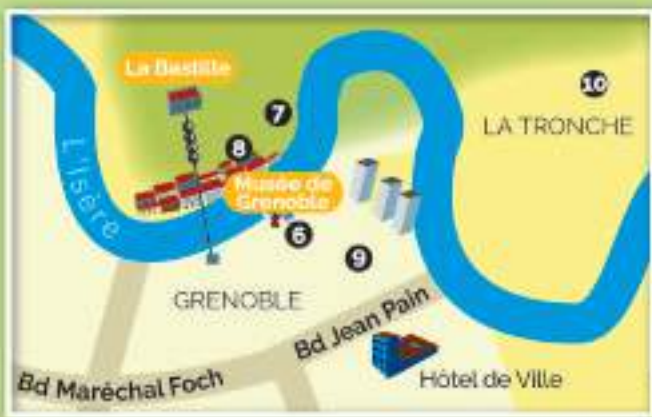 La Bastille
10
7
LA TRONCHE
8
L'Isère
Musée de
Grenoble
6
9
GRENOBLE
Bd Jean Pain
Bd Maréchal Foch
Hôtel de Ville